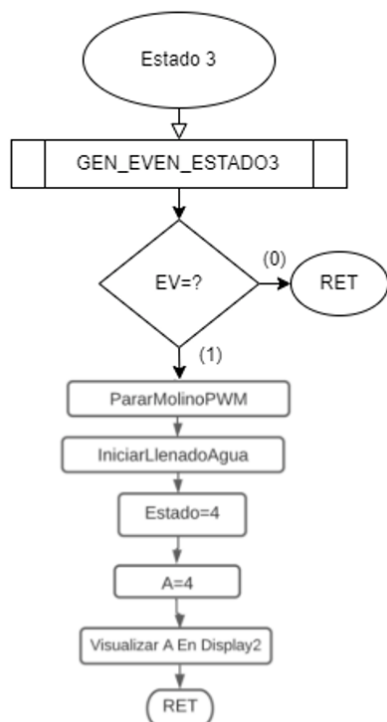 Estado 3
GEN_EVEN_ESTADO3
EV=?
(0)
RET
(1)
PararMolinoPWM
IniciarLlenadoAgua
Estado=4
A=4
Visualizar A En Display2
RET